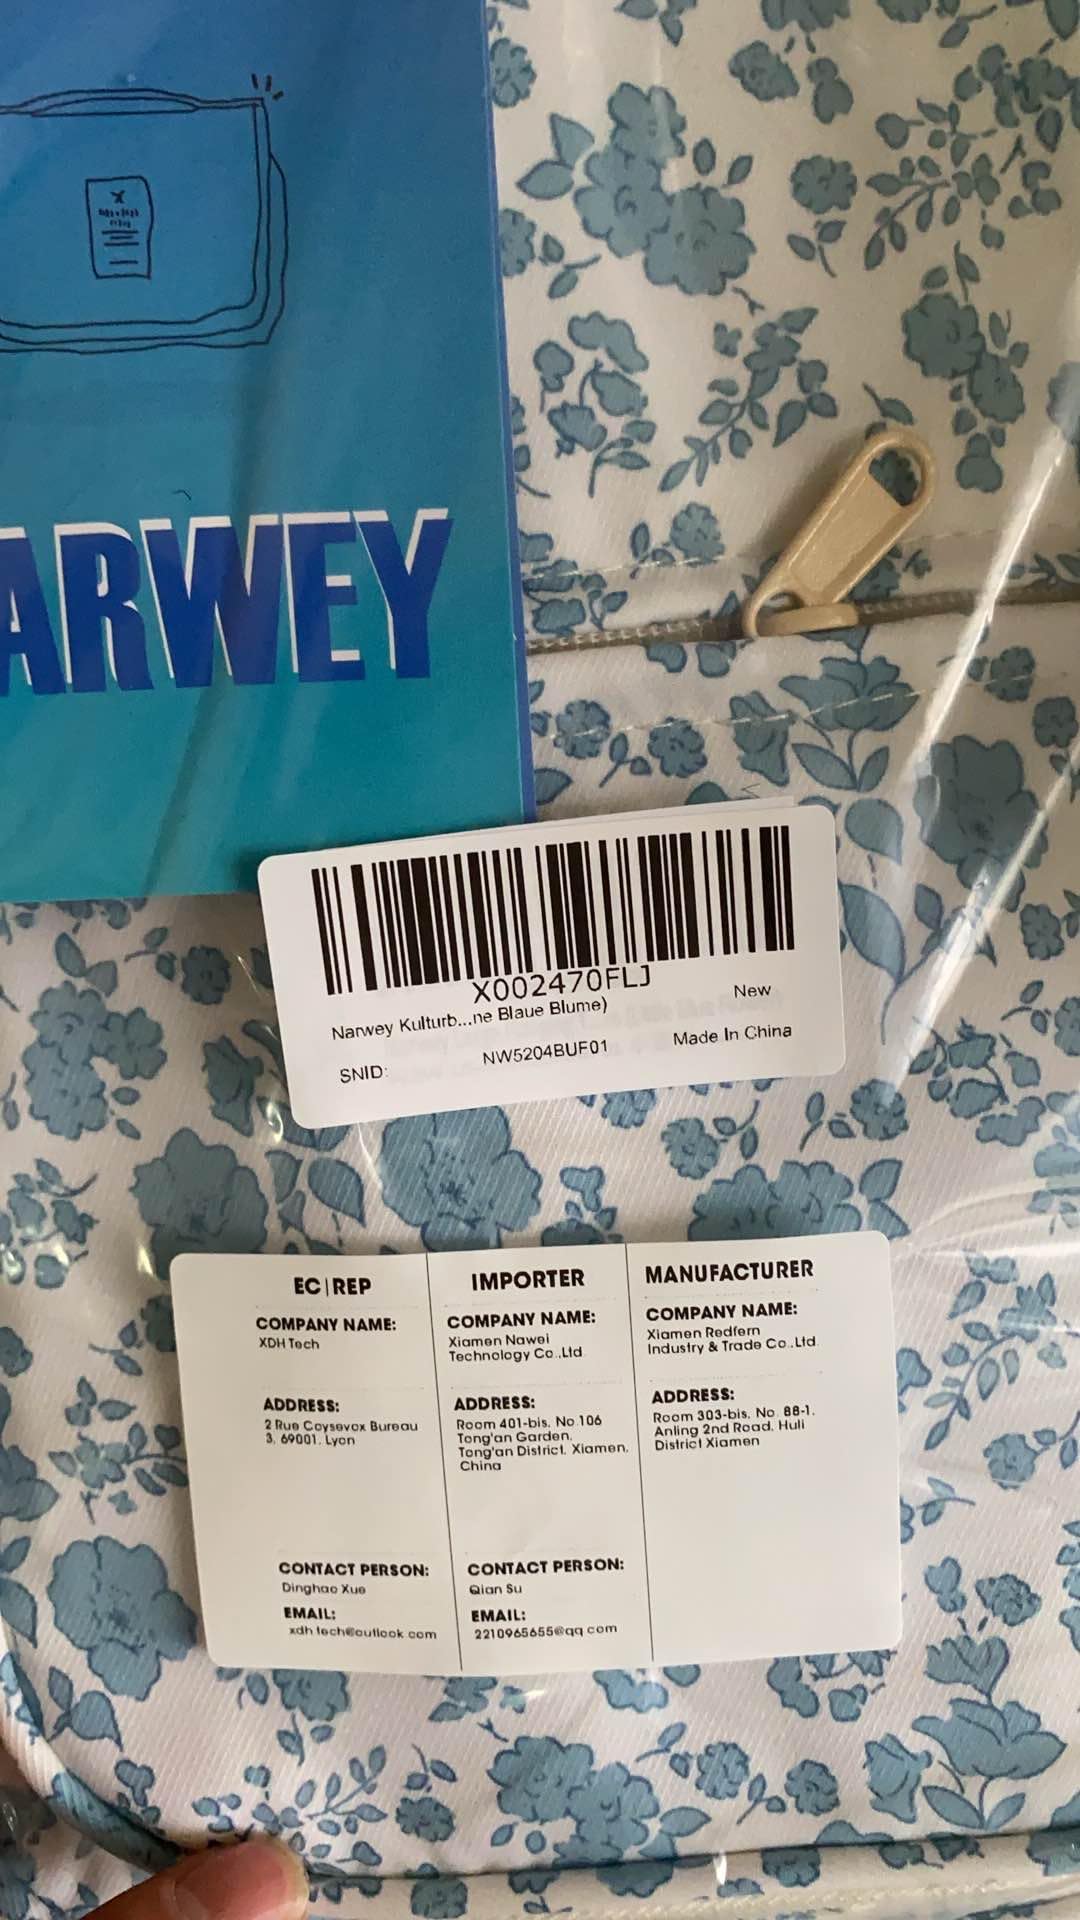 ARWEY
X002470FLJ
Narwey Kulturb...ne Blaue Blume)
New
SNID:
NW5204BUF01
Made In China
EC|REP
COMPANY NAME:
XDH Tech
ADDRESS:
2 Rue Coysevox Bureau
3, 69001, Lyon
CONTACT PERSON:
Dinghao Xue
EMAIL:
xdh.tech@outlook.com
IMPORTER
COMPANY NAME:
Xiamen Nawei
Technology Co.,Ltd.
ADDRESS:
Room 401-bis, No.106
Tong'an Garden,
Tong'an District, Xiamen,
China
CONTACT PERSON:
Qian Su
EMAIL:
2210965655@qq.com
MANUFACTURER
COMPANY NAME:
Xiamen Redfern
Industry & Trade Co.,Ltd.
ADDRESS:
Room 303-bis, No. 88-1,
Anling 2nd Road, Huli
District Xiamen